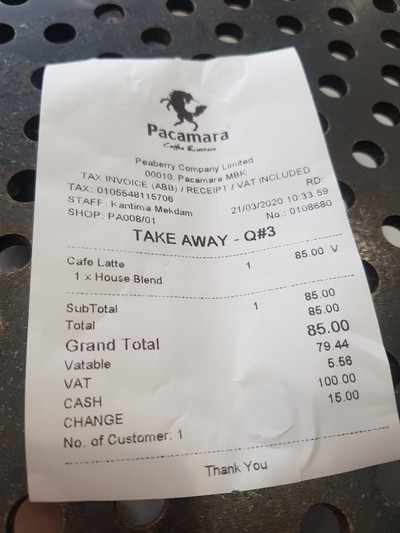 Pacamara
Coffee Roasters
Peaberry Company Limited
00010: Pacamara MBK
TAX INVOICE (ABB) / RECEIPT / VAT INCLUDED
TAX: 0105548115706 RD:
STAFF: Kantima Mekdam 21/03/2020 10:33:59
SHOP: PA008/01 No.: 0108680
TAKE AWAY - Q#3
Cafe Latte 1 85.00 V
1 x House Blend
SubTotal 1 85.00
Total 85.00
Grand Total 85.00
Vatable 79.44
VAT 5.56
CASH 100.00
CHANGE 15.00
No. of Customer: 1
Thank You